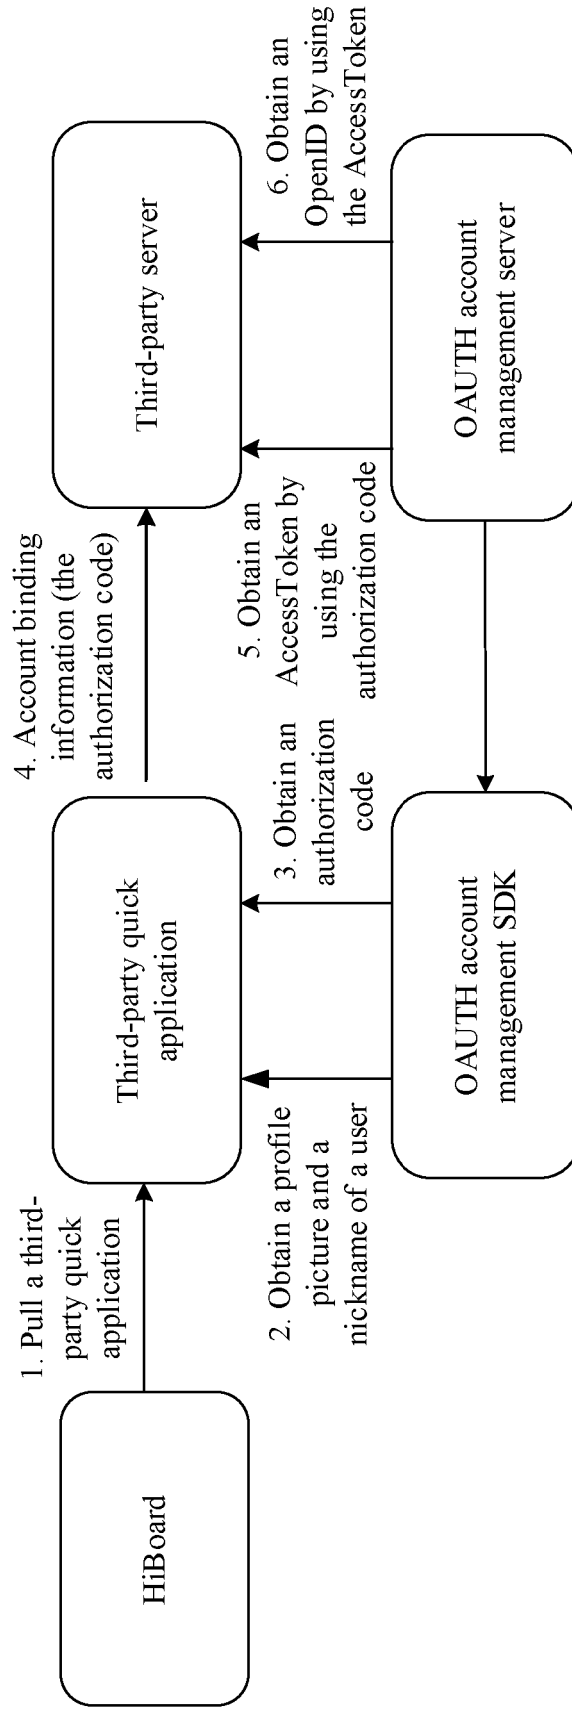 HiBoard
1. Pull a third-
party quick
application
Third-party quick
application
4. Account binding
information (the
authorization code)
Third-party server
2. Obtain a profile
picture and a
nickname of a user
3. Obtain an
authorization
code
5. Obtain an
AccessToken by
using the
authorization code
6. Obtain an
OpenID by using
the AccessToken
OAUTH account
management SDK
OAUTH account
management server